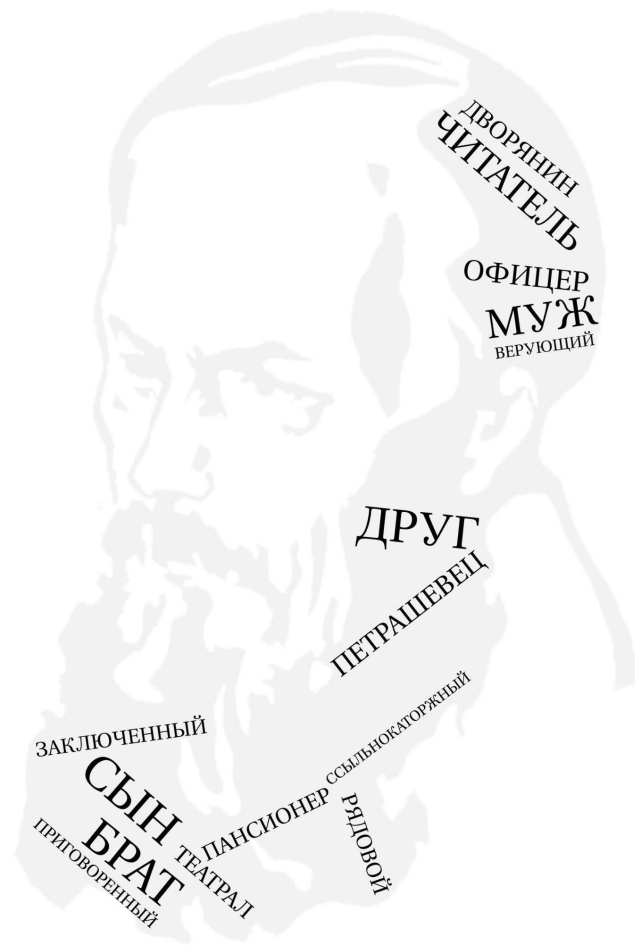 ДВОРЯНИН
ЧИТАТЕЛЬ
ОФИЦЕР
МУЖ
ВЕРУЮЩИЙ
ДРУГ
ПЕТРАШЕВЕЦ
ССЫЛЬНОКАТОРЖНЫЙ
ЗАКЛЮЧЕННЫЙ
СЫН
ПАНСИОНЕР
РЯДОВОЙ
БРАТ
ТЕАТРАЛ
ПРИГОВОРЕННЫЙ